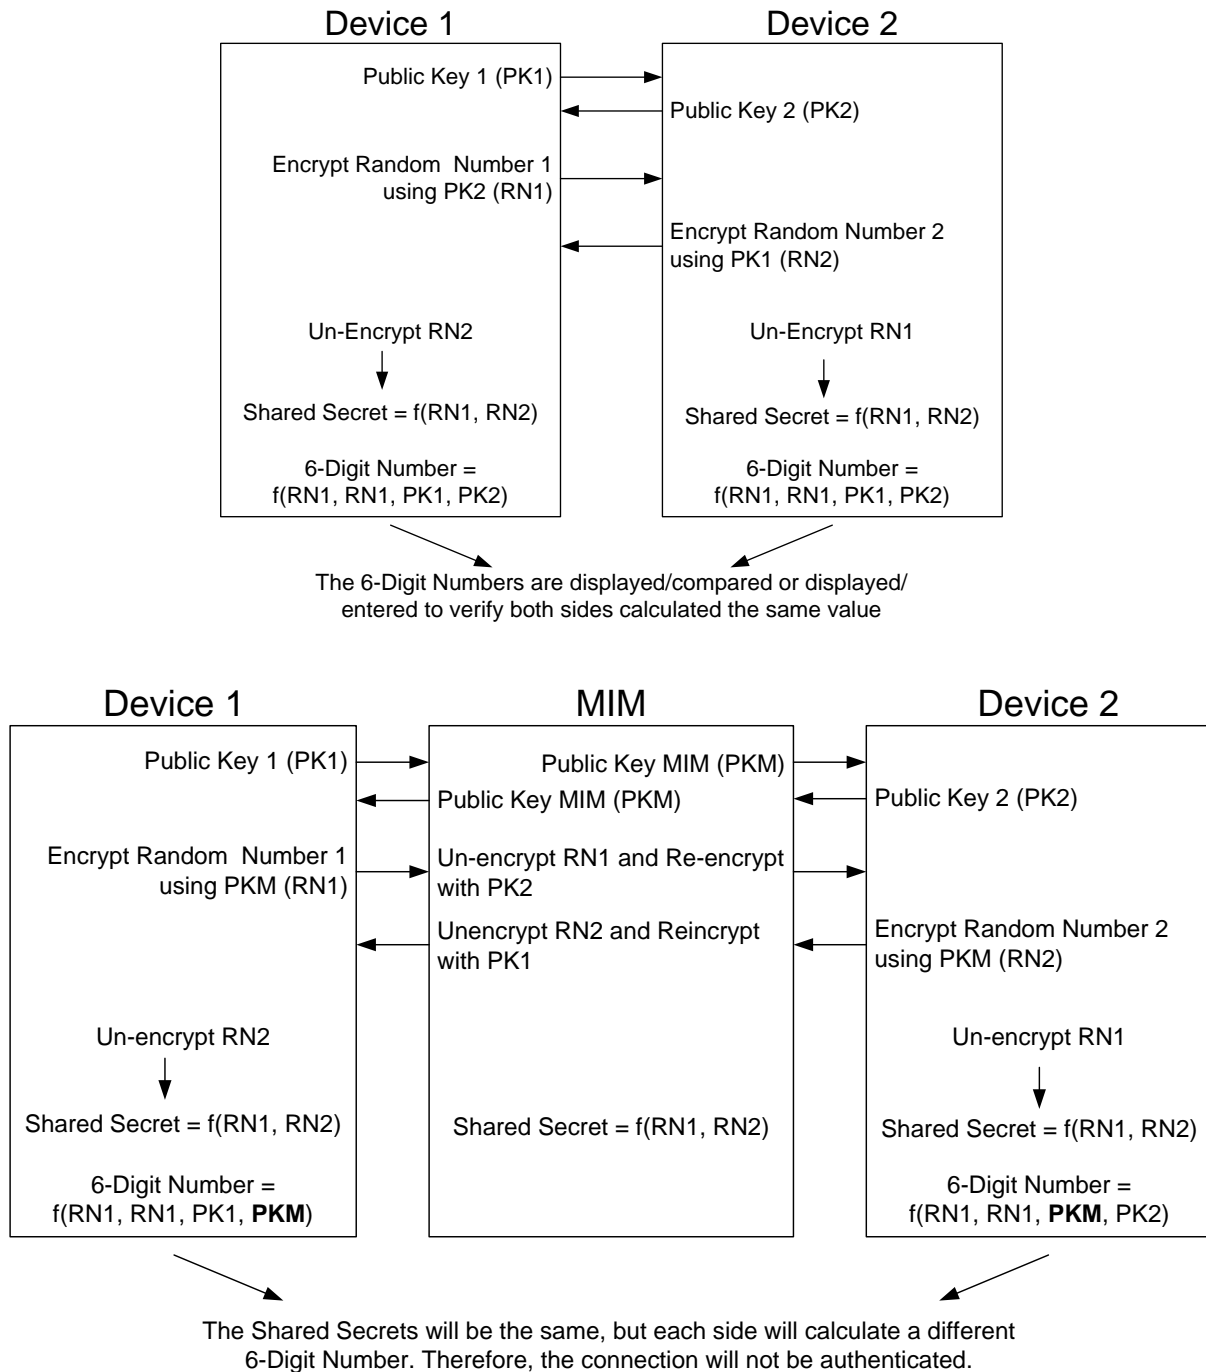 Device 1
Device 2
Public Key 1 (PK1)
Public Key 2 (PK2)
Encrypt Random  Number 1
using PK2 (RN1)
Encrypt Random Number 2
using PK1 (RN2)
Un-Encrypt RN2
Un-Encrypt RN1
Shared Secret = f(RN1, RN2)
Shared Secret = f(RN1, RN2)
6-Digit Number =
f(RN1, RN1, PK1, PK2)
6-Digit Number =
f(RN1, RN1, PK1, PK2)
The 6-Digit Numbers are displayed/compared or displayed/
entered to verify both sides calculated the same value
Device 1
MIM
Device 2
Public Key 1 (PK1)
Public Key MIM (PKM)
Public Key MIM (PKM)
Public Key 2 (PK2)
Encrypt Random  Number 1
using PKM (RN1)
Un-encrypt RN1 and Re-encrypt
with PK2
Unencrypt RN2 and Reincrypt
with PK1
Encrypt Random Number 2
using PKM (RN2)
Un-encrypt RN2
Un-encrypt RN1
Shared Secret = f(RN1, RN2)
Shared Secret = f(RN1, RN2)
Shared Secret = f(RN1, RN2)
6-Digit Number =
f(RN1, RN1, PK1, PKM)
6-Digit Number =
f(RN1, RN1, PKM, PK2)
The Shared Secrets will be the same, but each side will calculate a different
6-Digit Number. Therefore, the connection will not be authenticated.